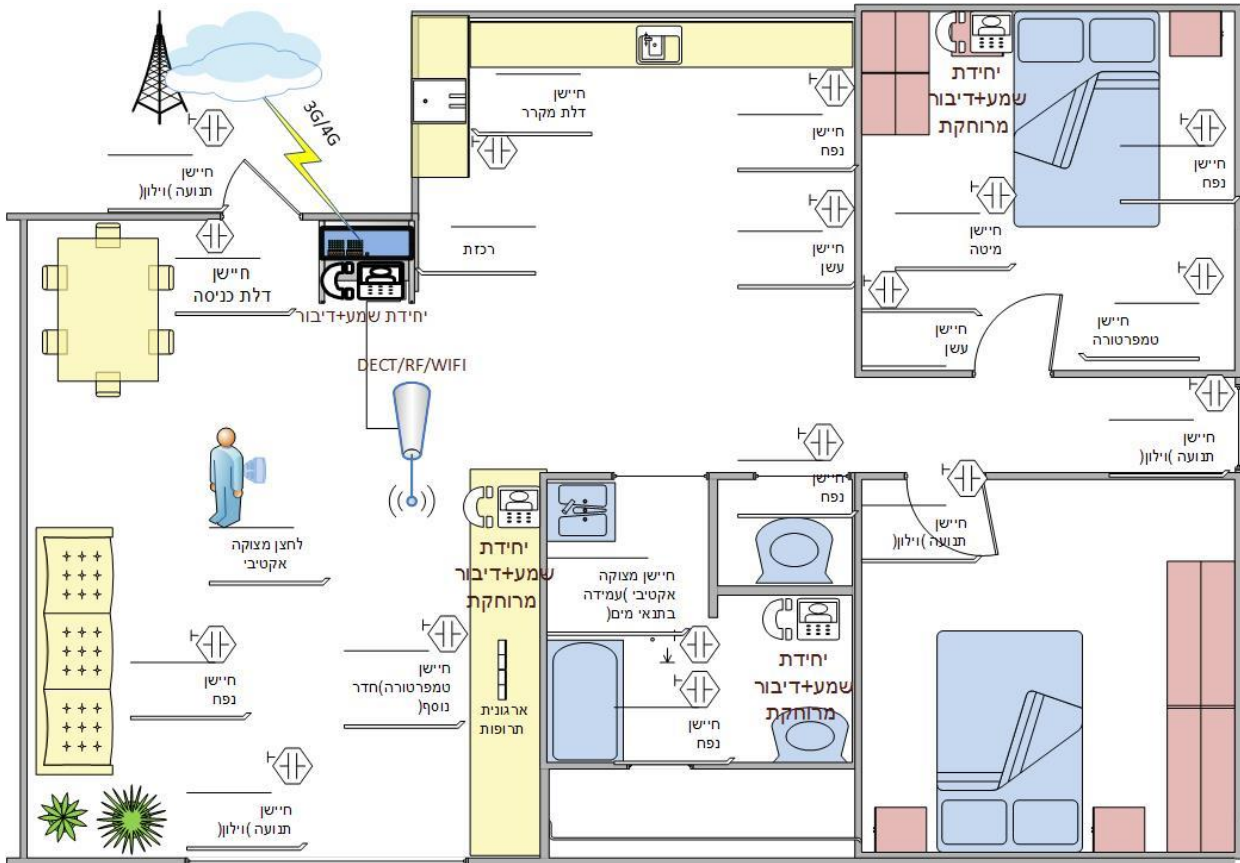 3G/4G
חיישן
תנועה )וילון(
חיישן
דלת מקרר
חיישן
נפח
יחידת
שמע+דיבור
מרוחקת
חיישן
נפח
חיישן
דלת כניסה
רכזת
חיישן
עשן
חיישן
מיטה
יחידת שמע+דיבור
חיישן
עשן
חיישן
טמפרטורה
DECT/RF/WIFI
חיישן
תנועה )וילון(
חיישן
נפח
לחצן מצוקה
אקטיבי
יחידת
שמע+דיבור
מרוחקת
חיישן מצוקה
אקטיבי )עמידה
בתנאי מים(
חיישן
תנועה )וילון(
חיישן
נפח
חיישן
טמפרטורה)חדר
נוסף(
ארגונית
תרופות
חיישן
נפח
יחידת
שמע+דיבור
מרוחקת
חיישן
תנועה )וילון(